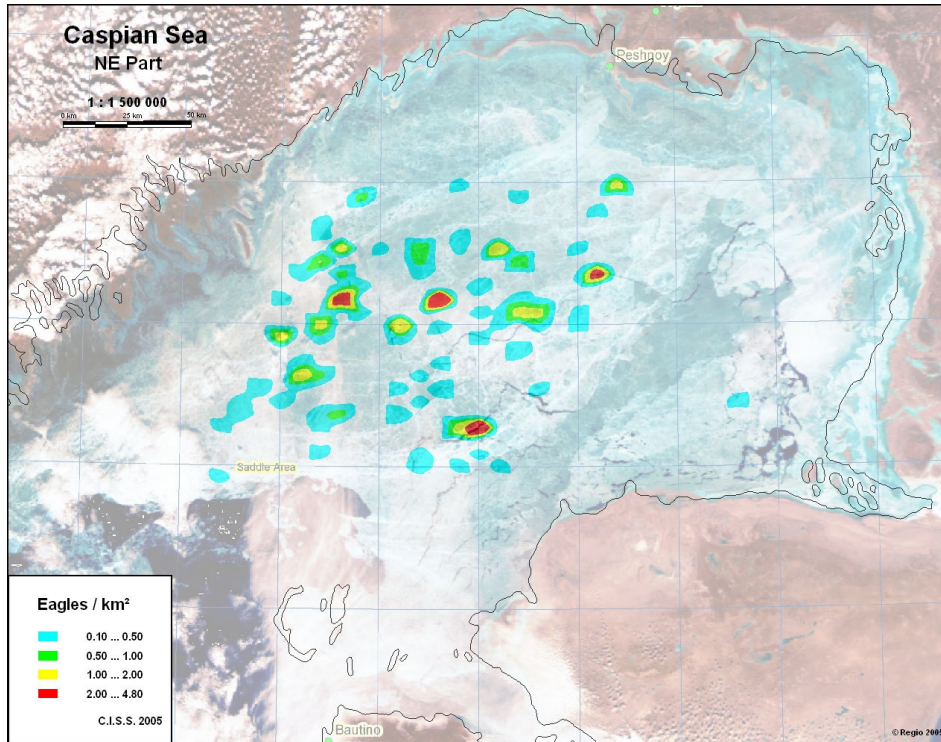 Caspian Sea
NE Part
1 : 1 500 000
0 km 25 km 50 km
Peshnoy
Saddle Area
Eagles / km²
0.10 ... 0.50
0.50 ... 1.00
1.00 ... 2.00
2.00 ... 4.80
C.I.S.S. 2005
Bautino
© Regio 2005